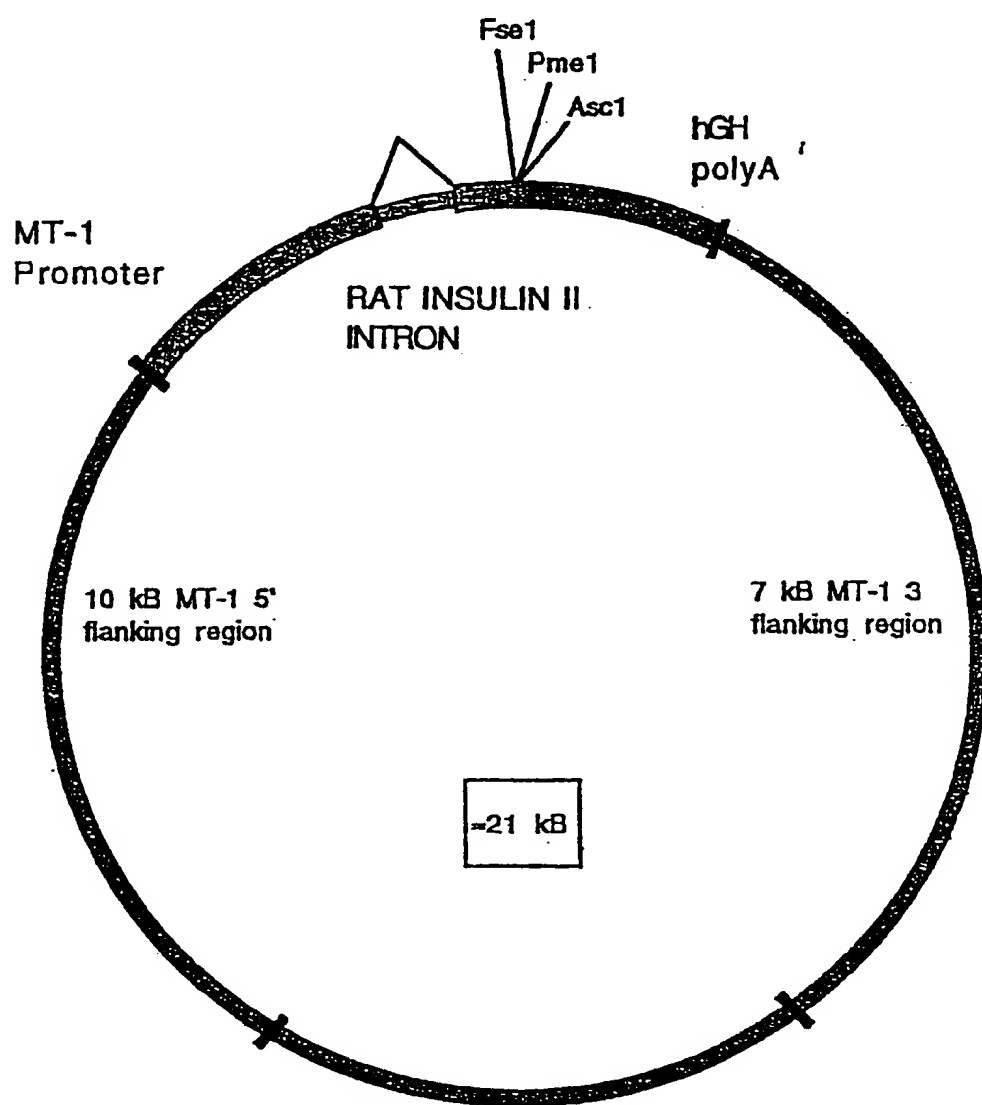 Fse1
Pme1
Asc1
hGH
polyA
MT-1
Promoter
RAT INSULIN II
INTRON
10 kB MT-1 5'
flanking region
7 kB MT-1 3
flanking region
≈21 kB